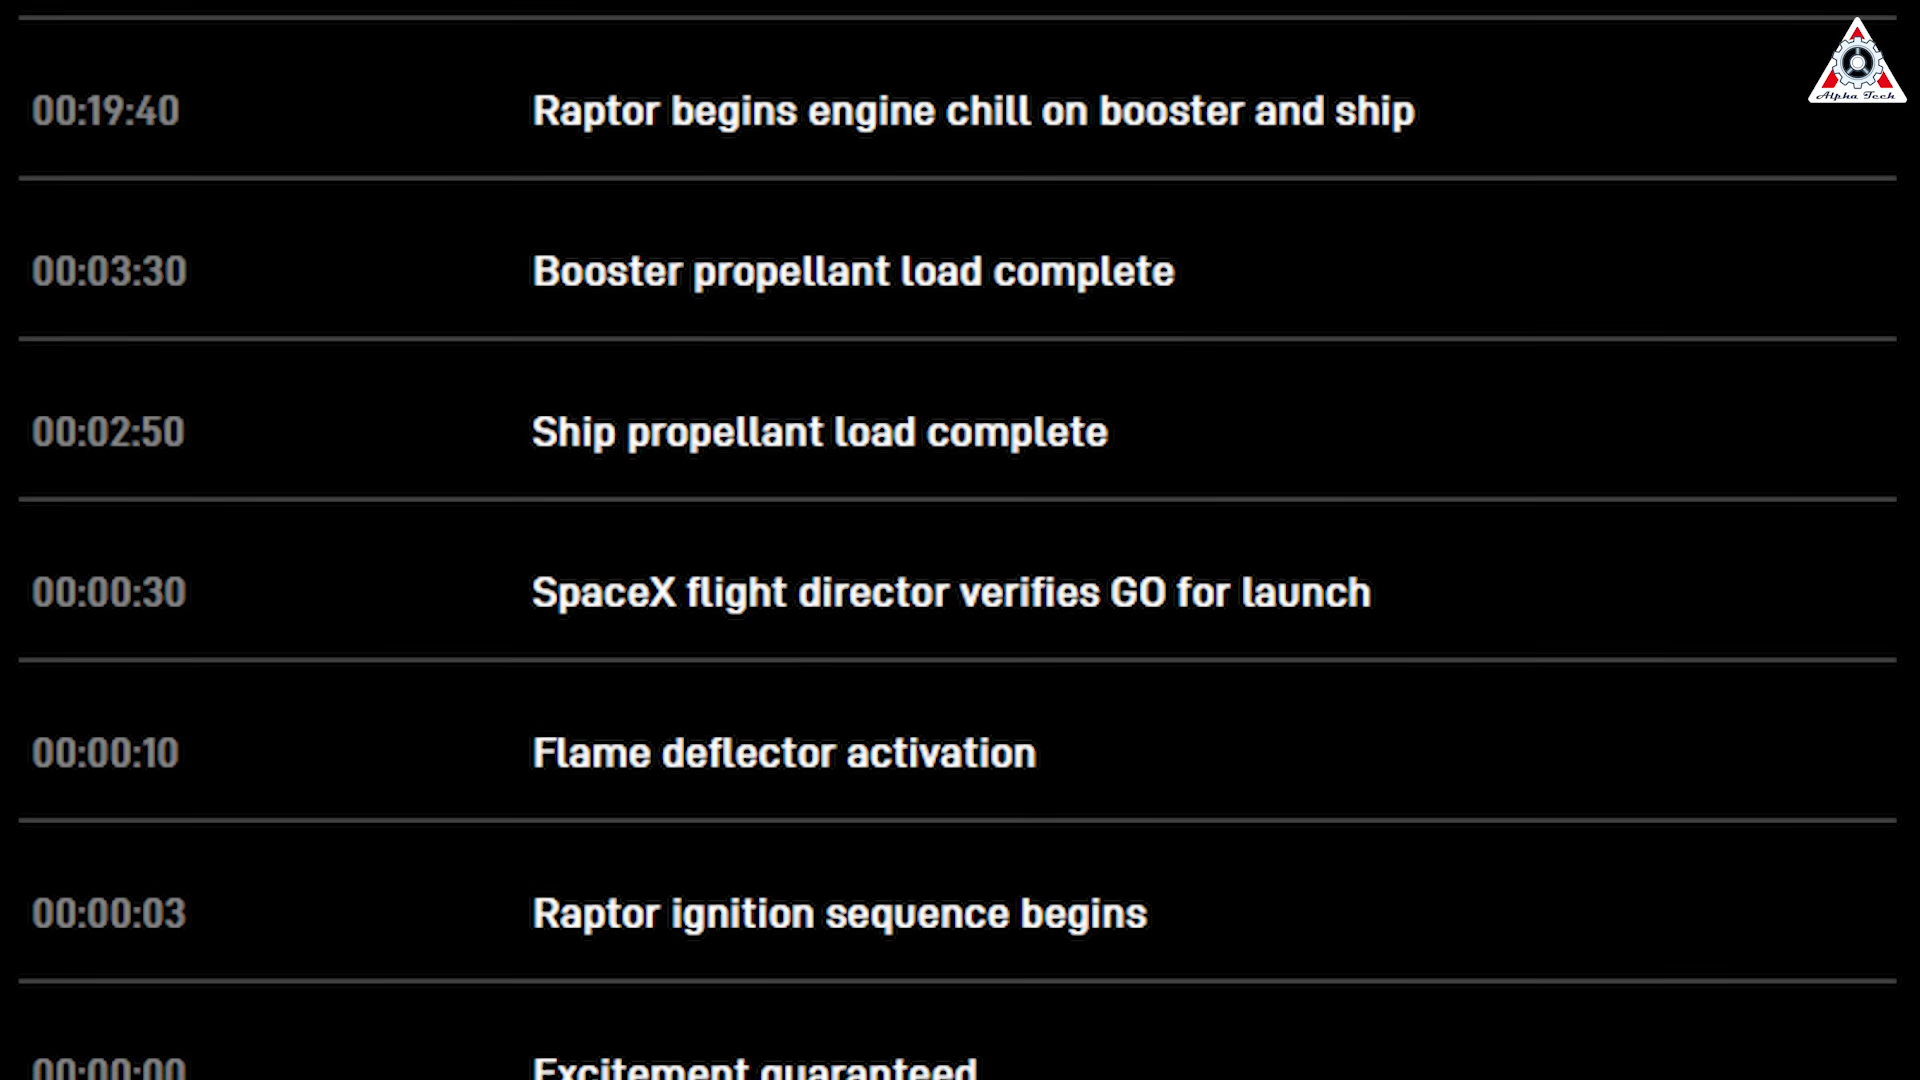 00:19:40 Raptor begins engine chill on booster and ship
00:03:30 Booster propellant load complete
00:02:50 Ship propellant load complete
00:00:30 SpaceX flight director verifies GO for launch
00:00:10 Flame deflector activation
00:00:03 Raptor ignition sequence begins
00:00:00 Excitement guaranteed
Alpha Tech